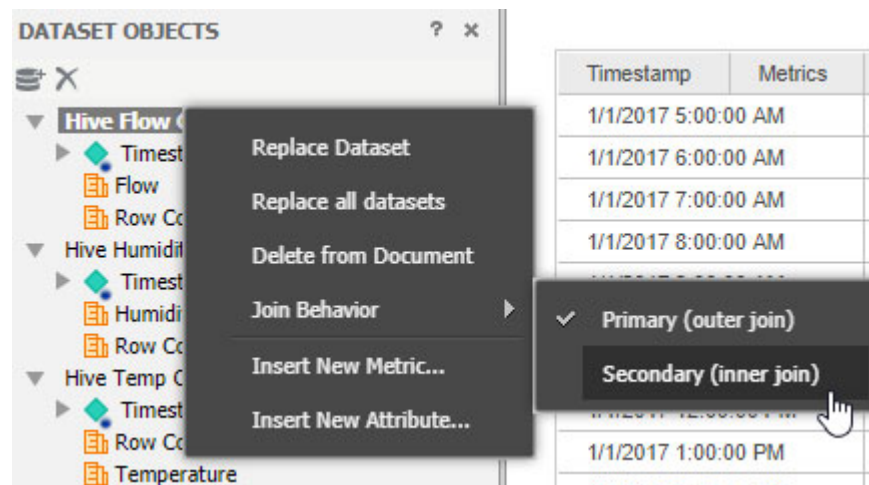 DATASET OBJECTS ? ×
Hive Flow
Timest
Flow
Row Co
Hive Humidit
Timest
Humidi
Row Co
Hive Temp C
Timest
Row Co
Temperature
Replace Dataset
Replace all datasets
Delete from Document
Join Behavior
Insert New Metric...
Insert New Attribute...
Primary (outer join)
Secondary (inner join)
Timestamp Metrics
1/1/2017 5:00:00 AM
1/1/2017 6:00:00 AM
1/1/2017 7:00:00 AM
1/1/2017 8:00:00 AM
1/1/2017 1:00:00 PM